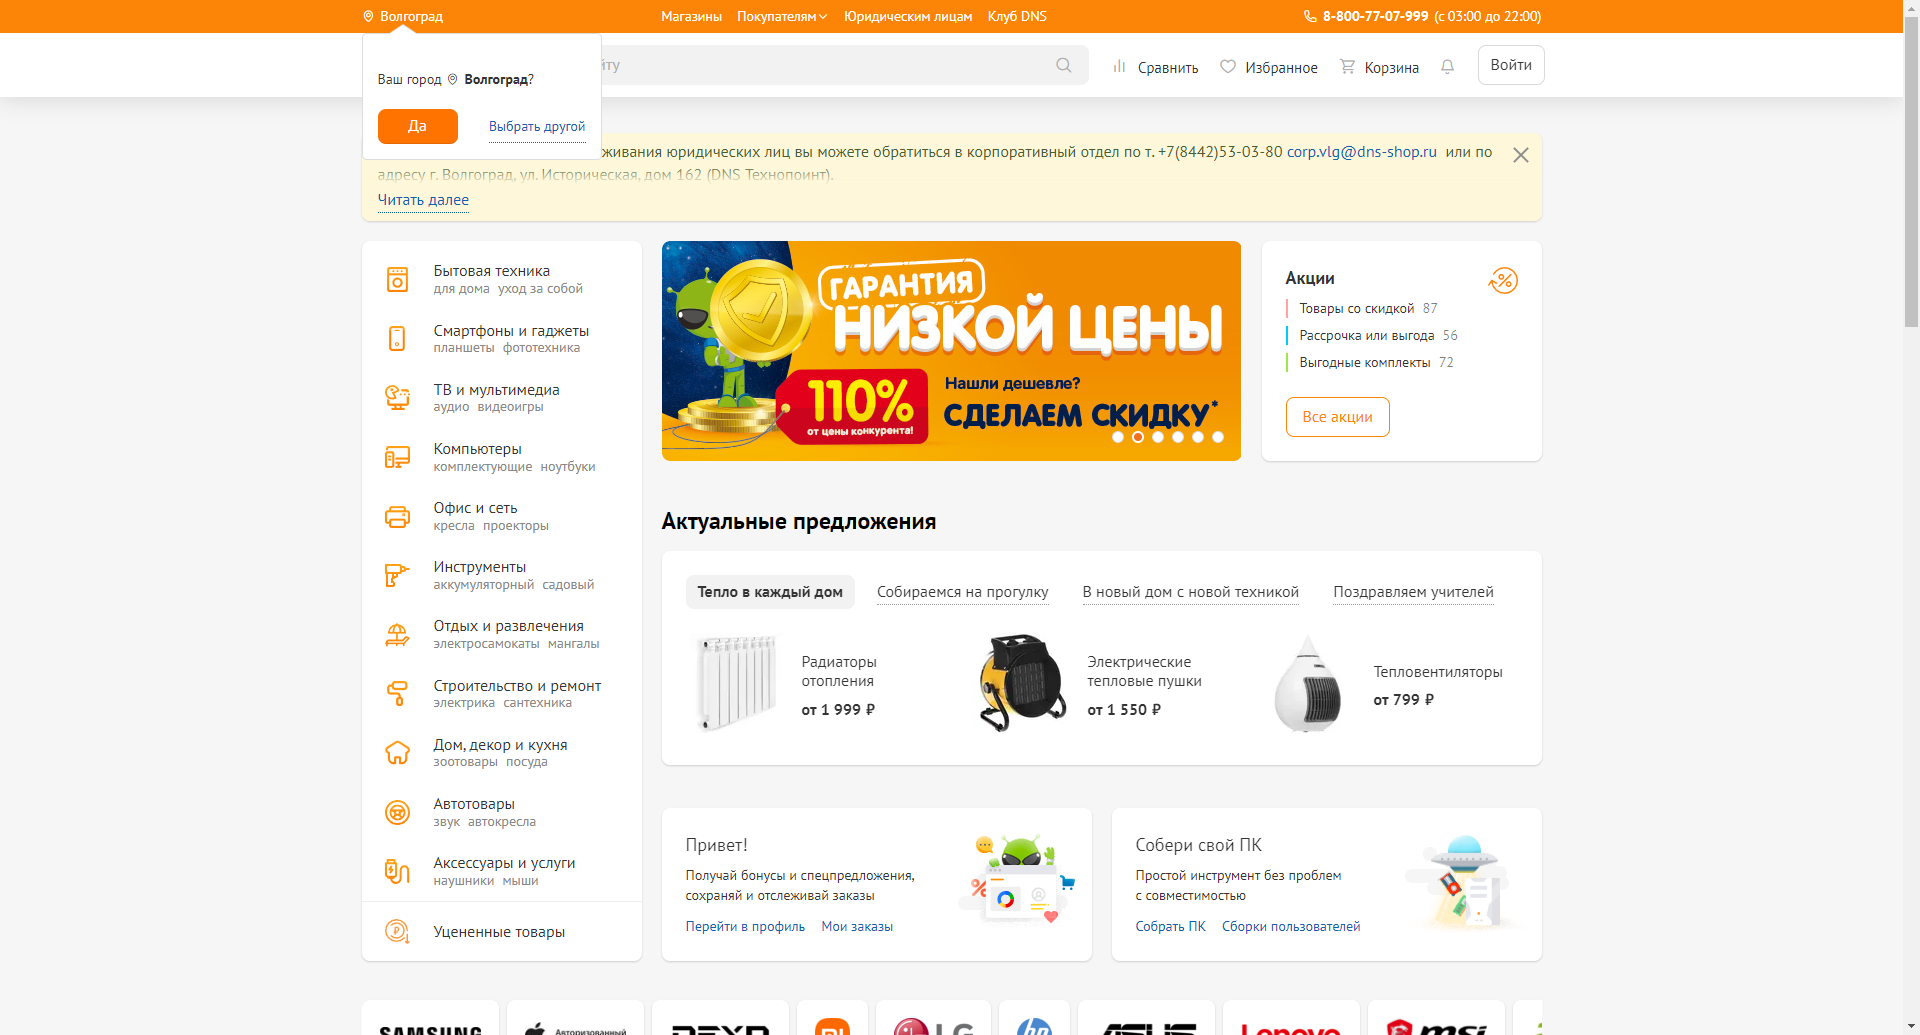 Волгоград
Магазины Покупателям Юридическим лицам Клуб DNS
8-800-77-07-999 (с 03:00 до 22:00)
Ваш город Волгоград?
Да
Выбрать другой
Сравнить
Избранное
Корзина
Войти
вы можете обратиться в корпоративный отдел по т. +7(8442)53-03-80 corp.vlg@dns-shop.ru или по
юридических лиц
адресу г. Волгоград, ул. Историческая, дом 162 (DNS Технопоинт).
Читать далее
Бытовая техника
для дома уход за собой
Смартфоны и гаджеты
планшеты фототехника
ТВ и мультимедиа
аудио видеоигры
Компьютеры
комплектующие ноутбуки
Офис и сеть
кресла проекторы
Инструменты
аккумуляторный садовый
Отдых и развлечения
электросамокаты мангалы
Строительство и ремонт
электрика сантехника
Дом, декор и кухня
зоотовары посуда
Автотовары
звук автокресла
Аксессуары и услуги
наушники мыши
Уцененные товары
ГАРАНТИЯ
НИЗКОЙ ЦЕНЫ
110%
от цены конкурента!
Нашли дешевле?
СДЕЛАЕМ СКИДКУ*
Акции
Товары со скидкой 87
Рассрочка или выгода 56
Выгодные комплекты 72
Все акции
Актуальные предложения
Тепло в каждый дом
Собираемся на прогулку
В новый дом с новой техникой
Поздравляем учителей
Радиаторы
отопления
от 1 999 ₽
Электрические
тепловые пушки
от 1 550 ₽
Тепловентиляторы
от 799 ₽
Привет!
Получай бонусы и спецпредложения,
сохраняй и отслеживай заказы
Перейти в профиль Мои заказы
Собери свой ПК
Простой инструмент без проблем
с совместимостью
Собрать ПК Сборки пользователей
SAMSUNG
Авторизованный
DEXP
LG
hp
ASUS
Lenovo
msi